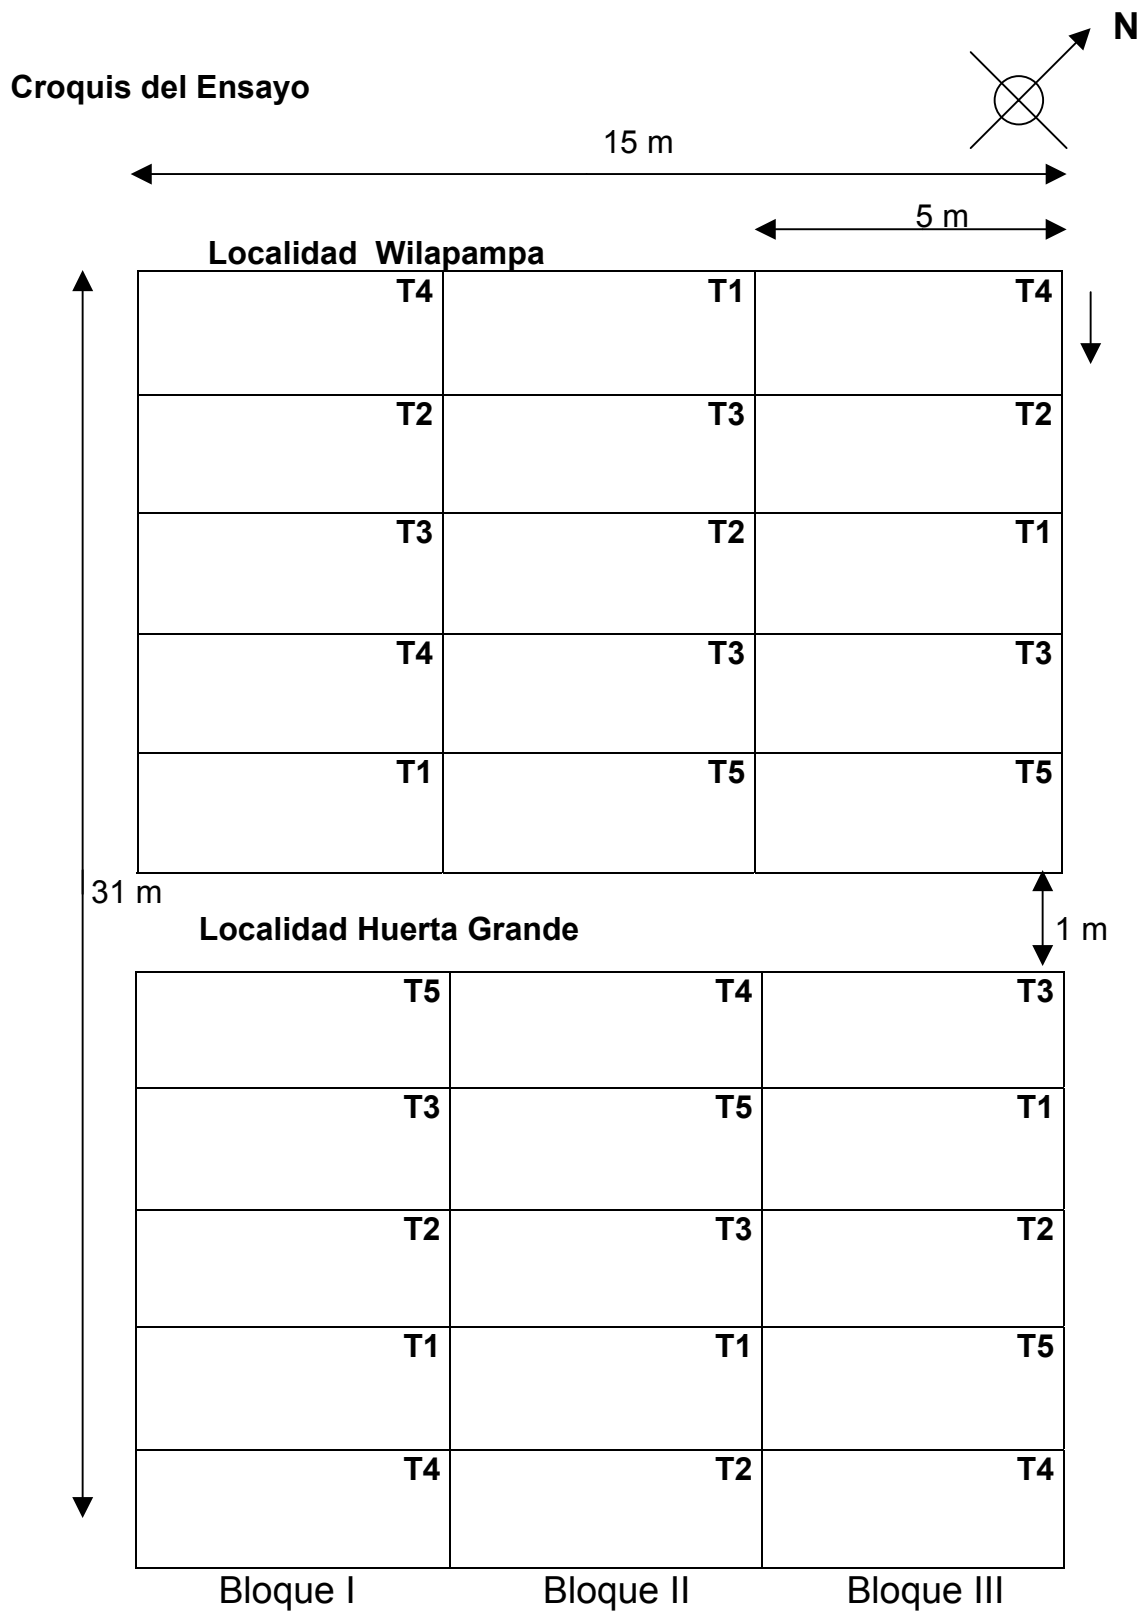 N
Croquis del Ensayo
15 m
5 m
Localidad Wilapampa
T4 T1 T4
T2 T3 T2
T3 T2 T1
T4 T3 T3
T1 T5 T5
31 m
Localidad Huerta Grande
1 m
T5 T4 T3
T3 T5 T1
T2 T3 T2
T1 T1 T5
T4 T2 T4
Bloque I Bloque II Bloque III